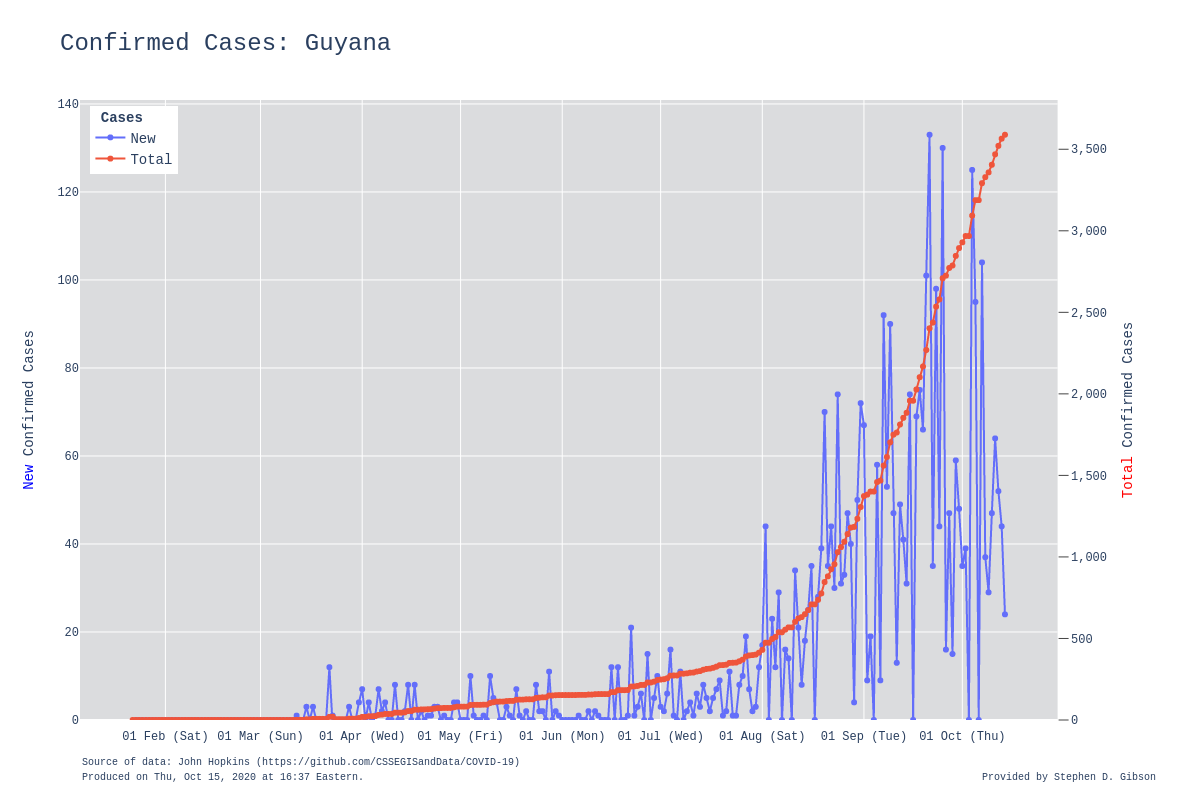 Confirmed Cases: Guyana
Cases
New
Total
140
120
100
80
60
40
20
0
3,500
3,000
2,500
2,000
1,500
1,000
500
0
New Confirmed Cases
Total Confirmed Cases
01 Feb (Sat) 01 Mar (Sun) 01 Apr (Wed) 01 May (Fri) 01 Jun (Mon) 01 Jul (Wed) 01 Aug (Sat) 01 Sep (Tue) 01 Oct (Thu)
Source of data: John Hopkins (https://github.com/CSSEGISandData/COVID-19)
Produced on Thu, Oct 15, 2020 at 16:37 Eastern.
Provided by Stephen D. Gibson